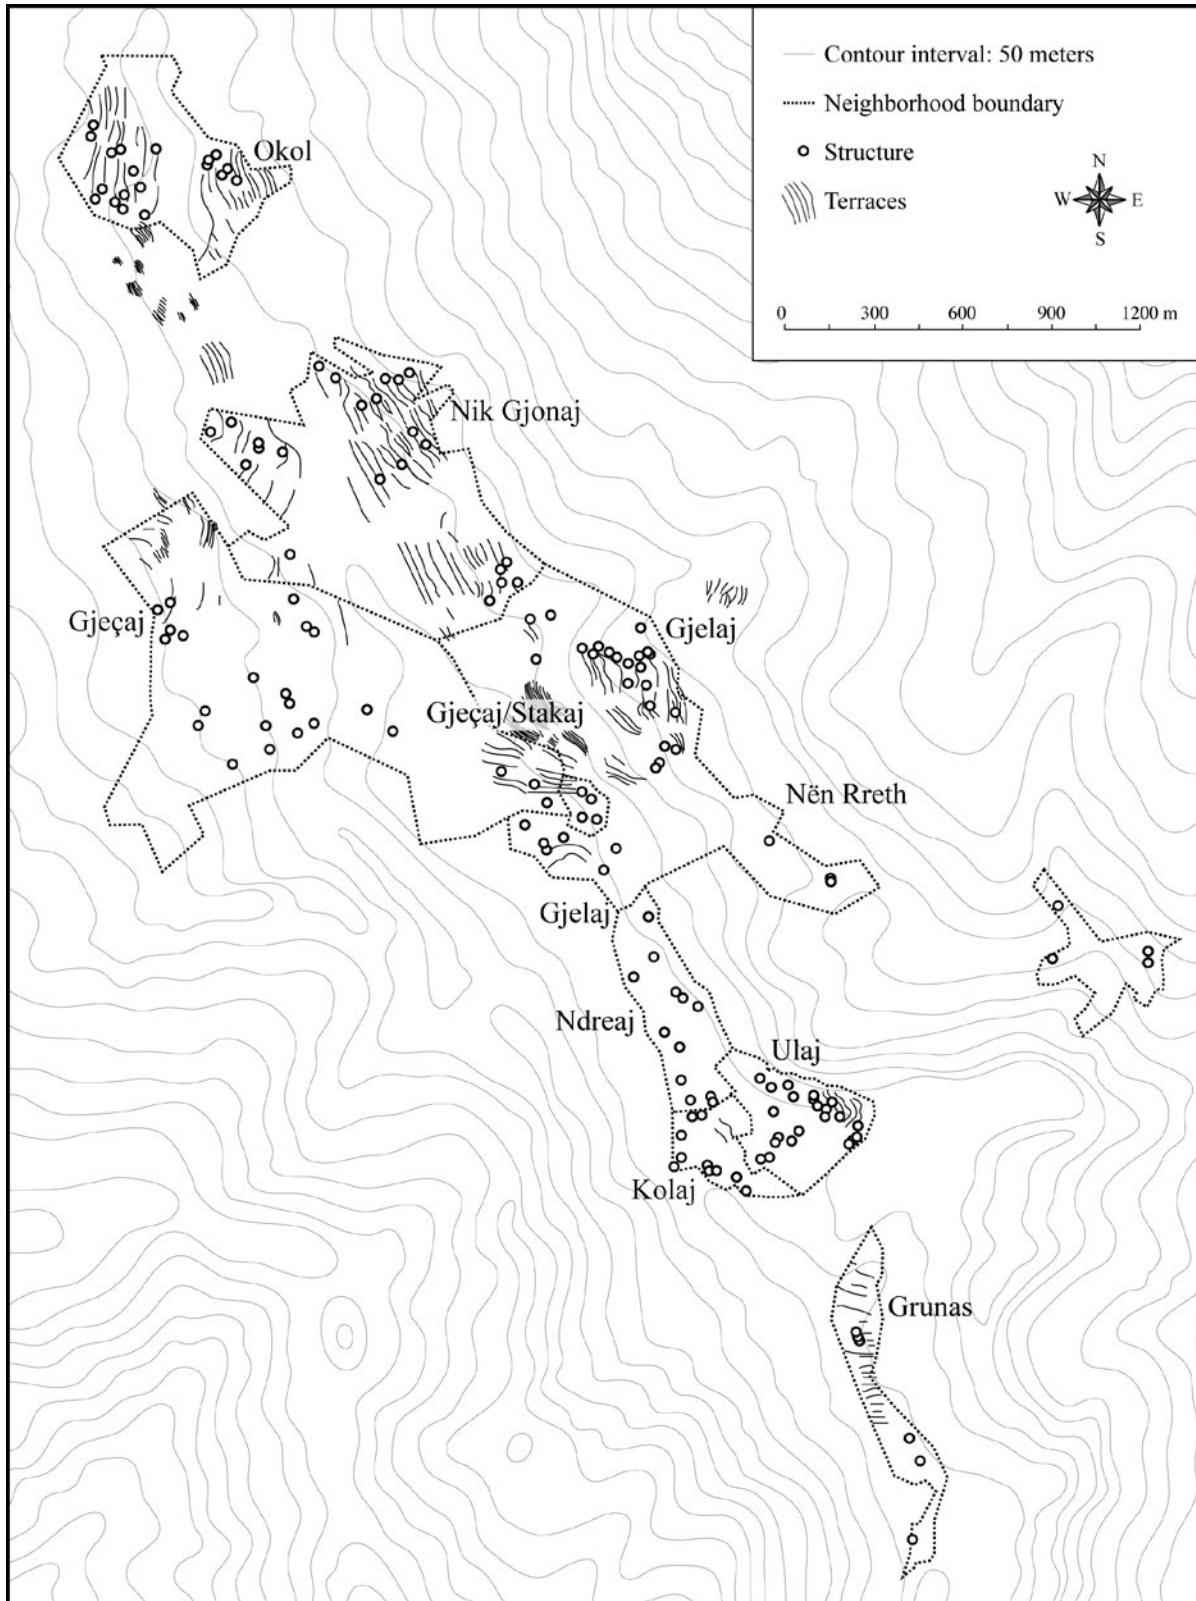 Contour interval: 50 meters
Neighborhood boundary
Structure
Terraces
N
W E
S
0 300 600 900 1200 m
Okol
Nik Gjonaj
Gjeçaj
Gjelaj
Gjeçaj/Stakaj
Nën Rreth
Gjelaj
Ndreaj
Ulaj
Kolaj
Grunas